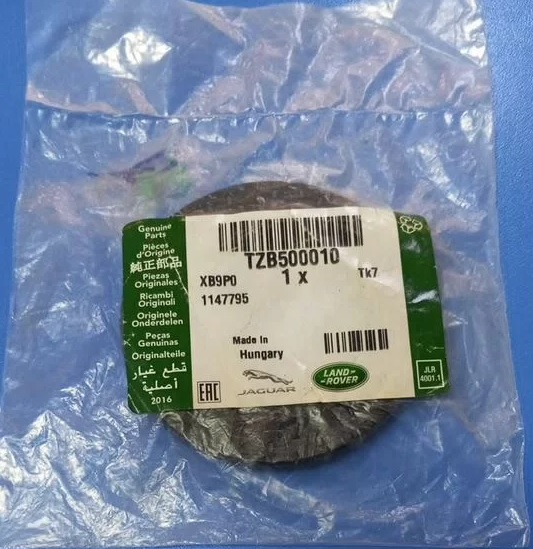 Genuine
Parts
Pièces
d'Origine
純正部品
Piezas
Originales
Ricambi
Originali
Originele
Onderdelen
Peças
Genuinas
Originalteile
قطع غيار
أصلية
2016
TZB500010
1 x
Tk7
XB9P0
1147795
Made In
Hungary
EAC
JAGUAR
LAND-
-ROVER
JLR
4001.1